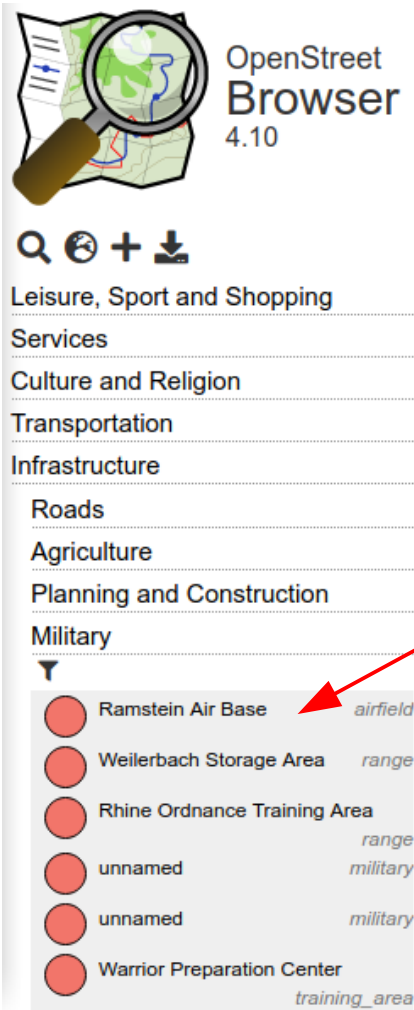 OpenStreet
Browser
4.10
Leisure, Sport and Shopping
Services
Culture and Religion
Transportation
Infrastructure
Roads
Agriculture
Planning and Construction
Military
Ramstein Air Base airfield
Weilerbach Storage Area range
Rhine Ordnance Training Area
range
unnamed military
unnamed military
Warrior Preparation Center
training_area